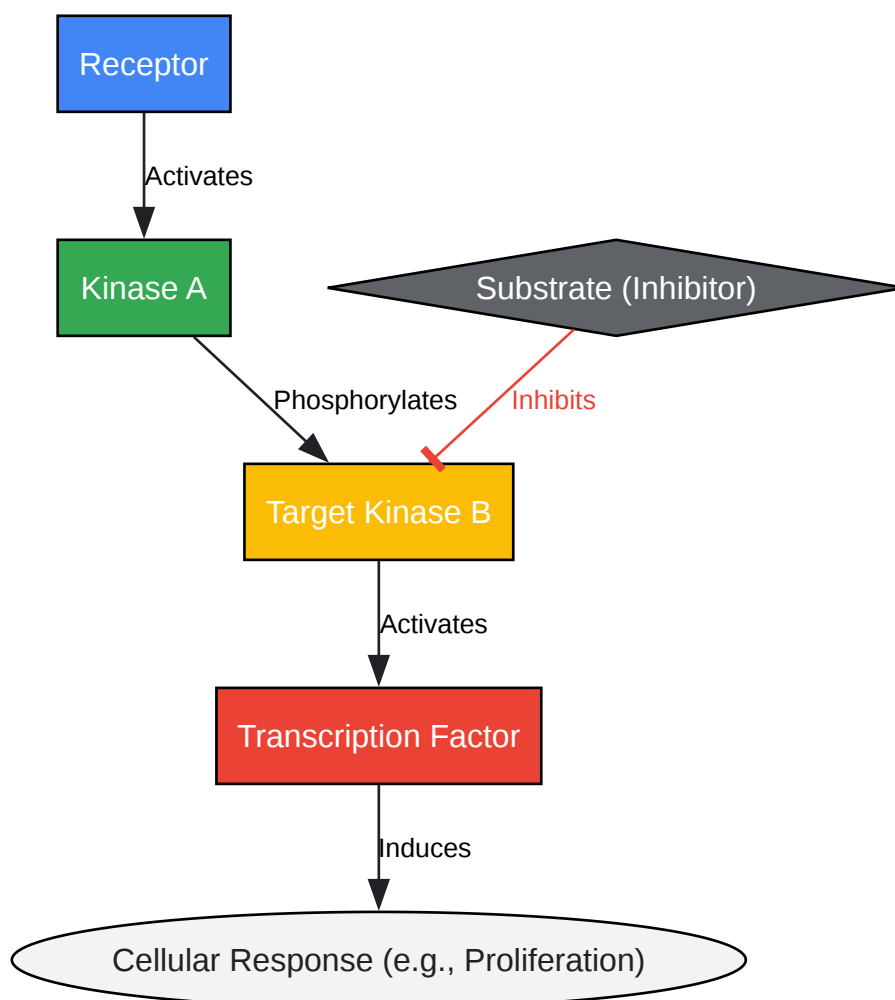 Receptor
Activates
Kinase A
Substrate (Inhibitor)
Phosphorylates
Inhibits
Target Kinase B
Activates
Transcription Factor
Induces
Cellular Response (e.g., Proliferation)